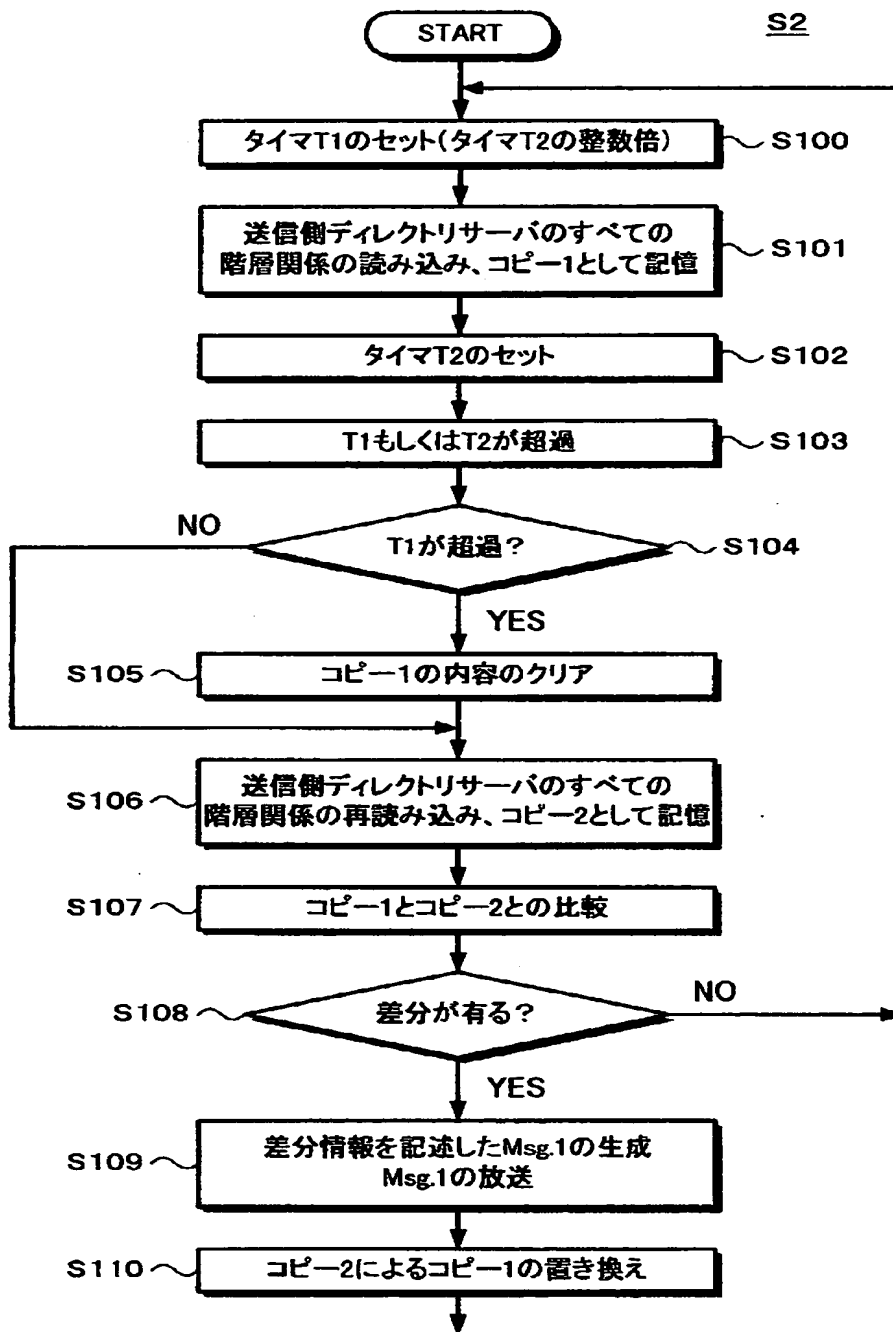 S2
START
タイマT1のセット(タイマT2の整数倍)
S100
送信側ディレクトリサーバのすべての
階層関係の読み込み、コピー1として記憶
S101
タイマT2のセット
S102
T1もしくはT2が超過
S103
NO
T1が超過?
S104
YES
S105
コピー1の内容のクリア
S106
送信側ディレクトリサーバのすべての
階層関係の再読み込み、コピー2として記憶
S107
コピー1とコピー2との比較
S108
差分が有る?
NO
YES
S109
差分情報を記述したMsg.1の生成
Msg.1の放送
S110
コピー2によるコピー1の置き換え